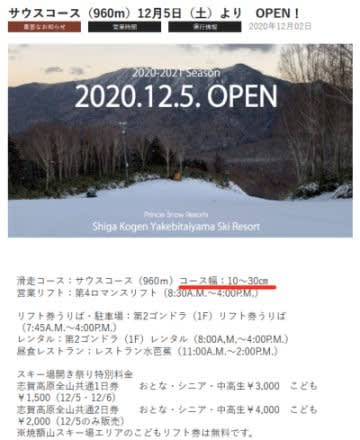 サウスコース（960m）12月5日（土）より　OPEN！
重要なお知らせ
営業時間
運行情報
2020年12月02日
2020-2021 Season
2020.12.5. OPEN
Prince Snow Resorts
Shiga Kogen Yakebitaiyama Ski Resort
滑走コース：サウスコース（960m）コース幅：10～30㎝
営業リフト：第4ロマンスリフト（8:30A.M.～4:00P.M.）
リフト券うりば・駐車場：第2ゴンドラ（1F）リフト券うりば
（7:45A.M.～4:00P.M.）
レンタル：第2ゴンドラ（1F）レンタル（8:00A,M,～4:00P.M.）
昼食レストラン：レストラン水芭蕉（11:00A.M.～2:00P.M.）
スキー場開き祭り特別料金
志賀高原全山共通1日券　　おとな・シニア・中高生¥3,000　こども
¥1,500（12/5・12/6）
志賀高原全山共通2日券　　おとな・シニア・中高生¥4,000　こども
¥2,000（12/5のみ販売）
※焼額山スキー場エリアのこどもリフト券は無料です。